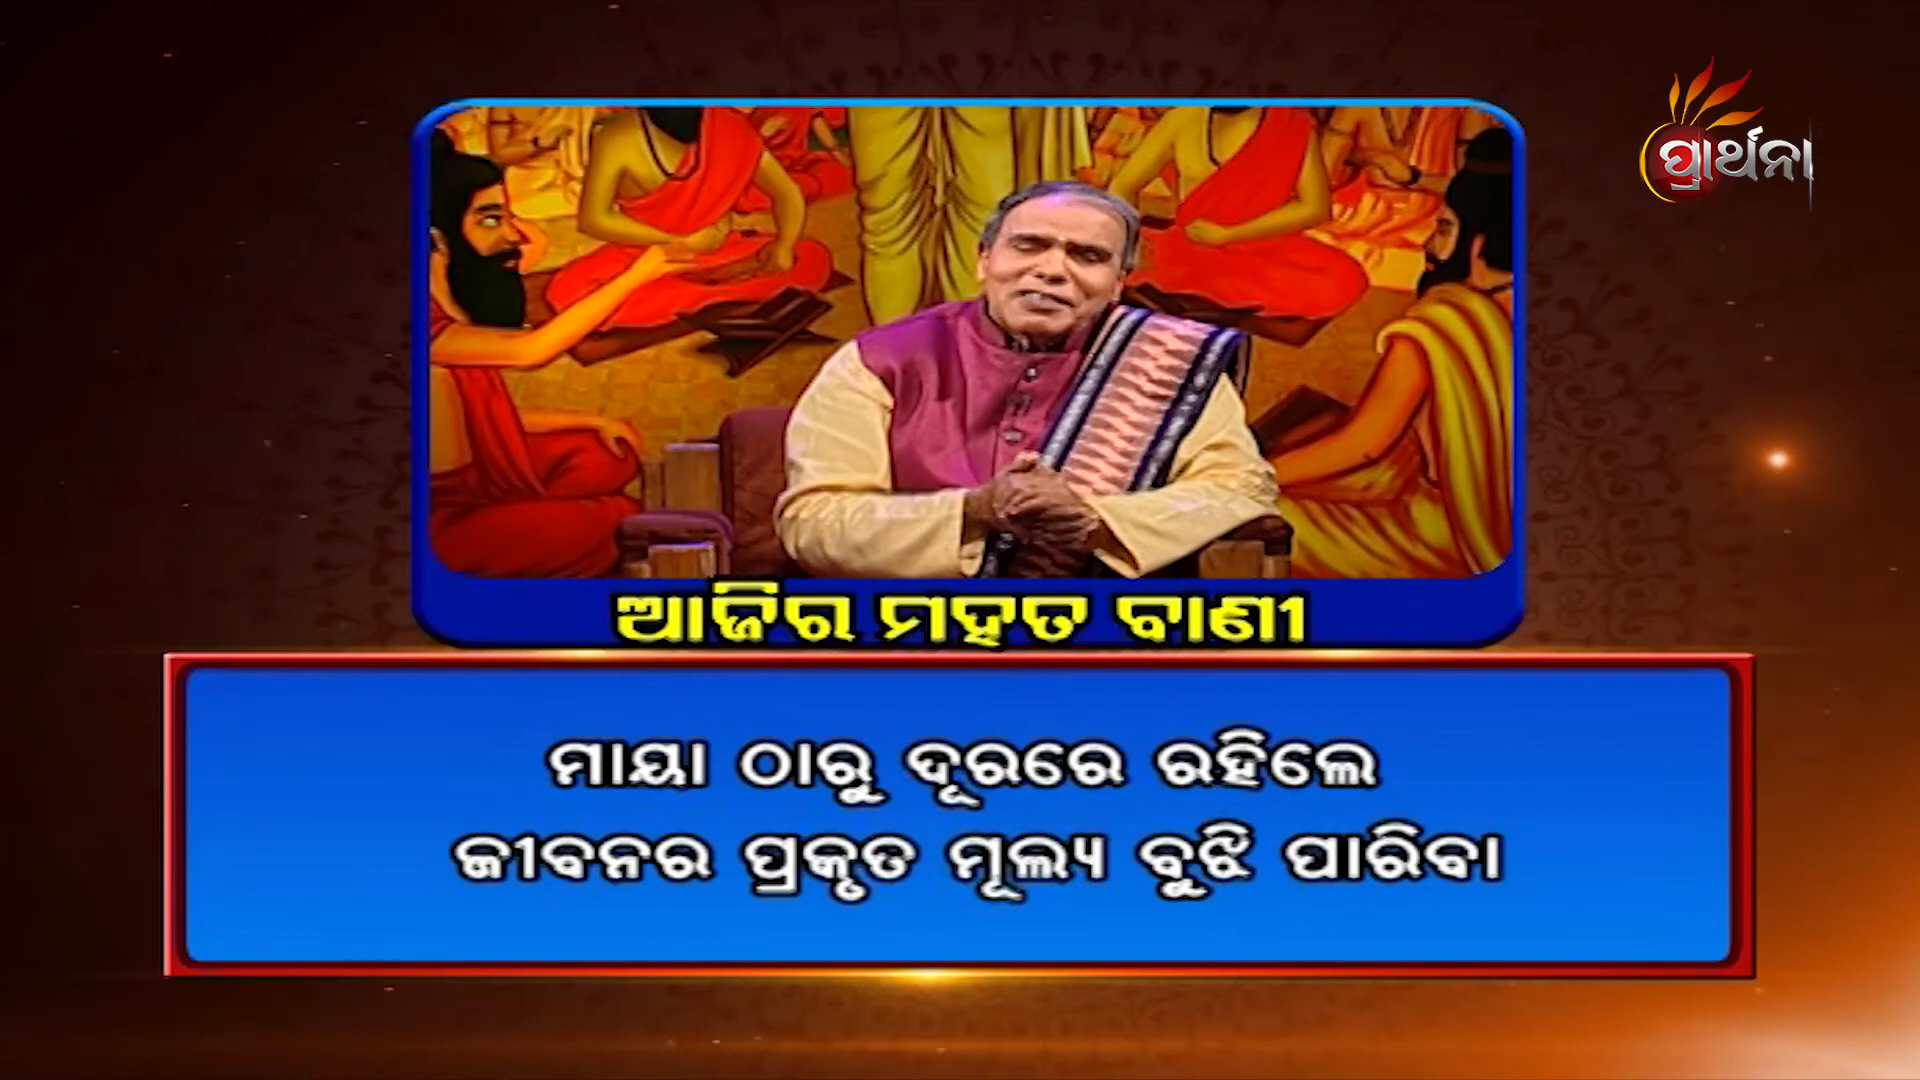 ପ୍ରାର୍ଥନା
ଆଜିର ମହତ ବାଣୀ
ମାୟା ଠାରୁ ଦୂରରେ ରହିଲେ
ଜୀବନର ପ୍ରକୃତ ମୂଲ୍ୟ ବୁଝି ପାରିବା